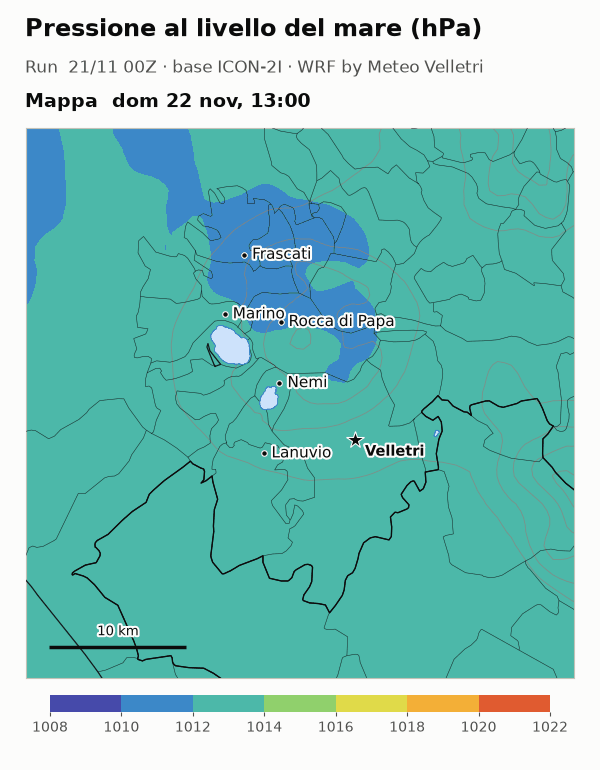 Pressione al livello del mare (hPa)
Run  21/11 00Z · base ICON-2I · WRF by Meteo Velletri
Mappa  dom 22 nov, 13:00
Frascati
Marino
Rocca di Papa
Nemi
Velletri
Lanuvio
10 km
1008 1010 1012 1014 1016 1018 1020 1022